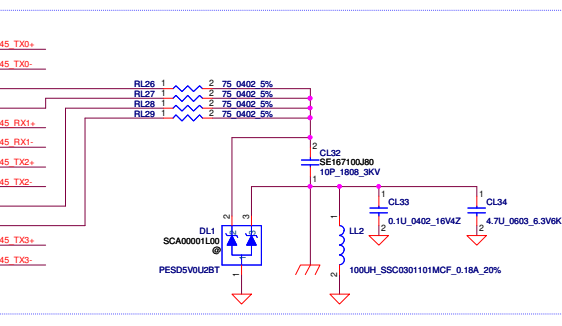 45_TX0+
45_TX0-
RL26 1 2 75_0402_5%
RL27 1 2 75_0402_5%
RL28 1 2 75_0402_5%
RL29 1 2 75_0402_5%
45_RX1+
45_RX1-
45_TX2+
45_TX2-
45_TX3+
45_TX3-
2
CL32
SE167100J80
10P_1808_3KV
1
1
CL33
0.1U_0402_16V4Z
2
1
CL34
4.7U_0603_6.3V6K
2
2 3
DL1
SCA00001L00
@
PESD5V0U2BT
1
1
LL2
100UH_SSC0301101MCF_0.18A_20%
2